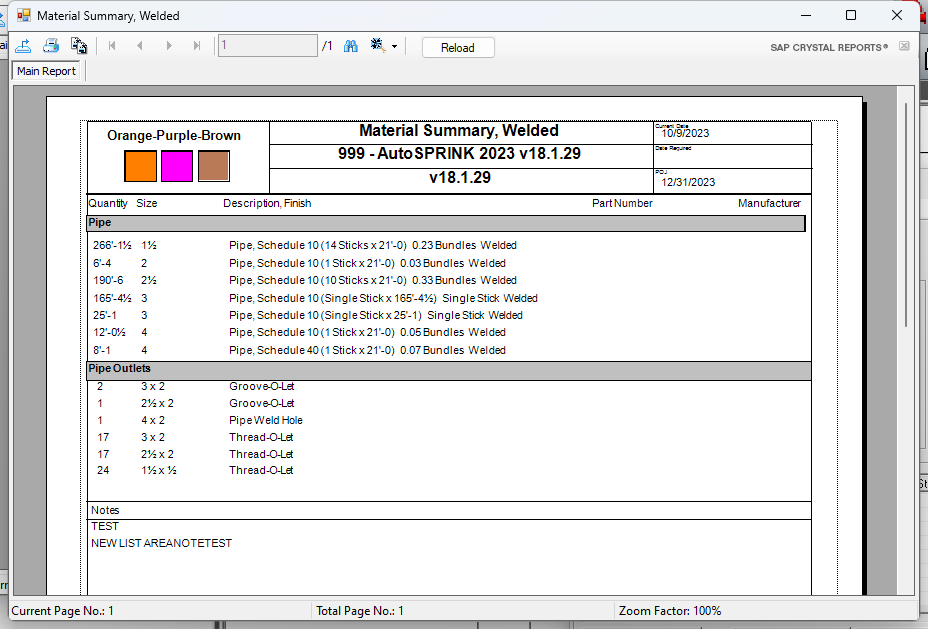 Material Summary, Welded
1 /1 Reload SAP CRYSTAL REPORTS®
Main Report
Orange-Purple-Brown
Material Summary, Welded
Current Date
10/9/2023
999 - AutoSPRINK 2023 v18.1.29
Date Required
v18.1.29
12/31/2023
Quantity Size Description, Finish Part Number Manufacturer
Pipe
266'-1½ 1½ Pipe, Schedule 10 (14 Sticks x 21'-0) 0.23 Bundles Welded
6'-4 2 Pipe, Schedule 10 (1 Stick x 21'-0) 0.03 Bundles Welded
190'-6 2½ Pipe, Schedule 10 (10 Sticks x 21'-0) 0.33 Bundles Welded
165'-4½ 3 Pipe, Schedule 10 (Single Stick x 165'-4½) Single Stick Welded
25'-1 3 Pipe, Schedule 10 (Single Stick x 25'-1) Single Stick Welded
12'-0½ 4 Pipe, Schedule 10 (1 Stick x 21'-0) 0.05 Bundles Welded
8'-1 4 Pipe, Schedule 40 (1 Stick x 21'-0) 0.07 Bundles Welded
Pipe Outlets
2 3 x 2 Groove-O-Let
1 2½ x 2 Groove-O-Let
1 4 x 2 Pipe Weld Hole
17 3 x 2 Thread-O-Let
17 2½ x 2 Thread-O-Let
24 1½ x ½ Thread-O-Let
Notes
TEST
NEW LIST AREANOTETEST
Current Page No.: 1 Total Page No.: 1 Zoom Factor: 100%